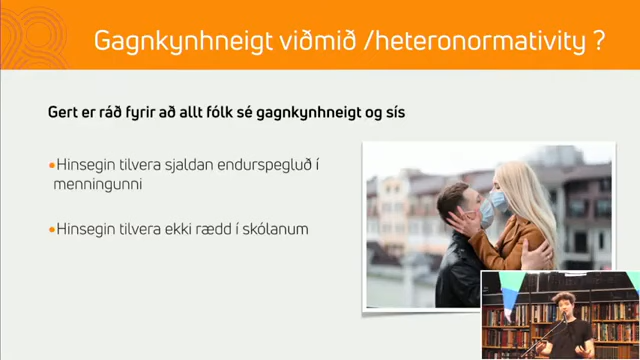 Gagnkynhneigt viðmið /heteronormativity ?
Gert er ráð fyrir að allt fólk sé gagnkynhneigt og sís
•Hinsegin tilvera sjaldan endurspegluð í
menningunni
•Hinsegin tilvera ekki rædd í skólanum